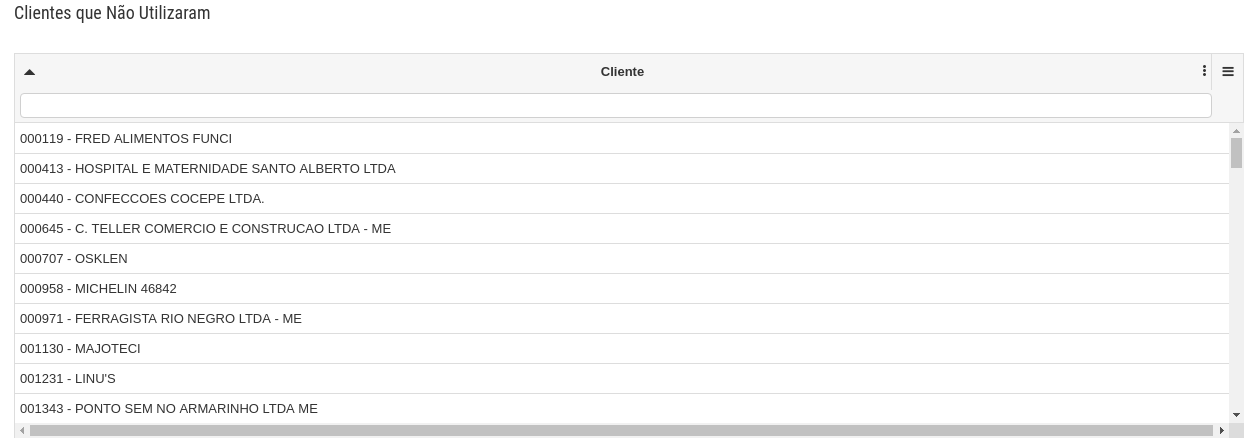 Clientes que Não Utilizaram
Cliente
000119 - FRED ALIMENTOS FUNCI
000413 - HOSPITAL E MATERNIDADE SANTO ALBERTO LTDA
000440 - CONFECCOES COCEPE LTDA.
000645 - C. TELLER COMERCIO E CONSTRUCAO LTDA - ME
000707 - OSKLEN
000958 - MICHELIN 46842
000971 - FERRAGISTA RIO NEGRO LTDA - ME
001130 - MAJOTECI
001231 - LINU'S
001343 - PONTO SEM NO ARMARINHO LTDA ME